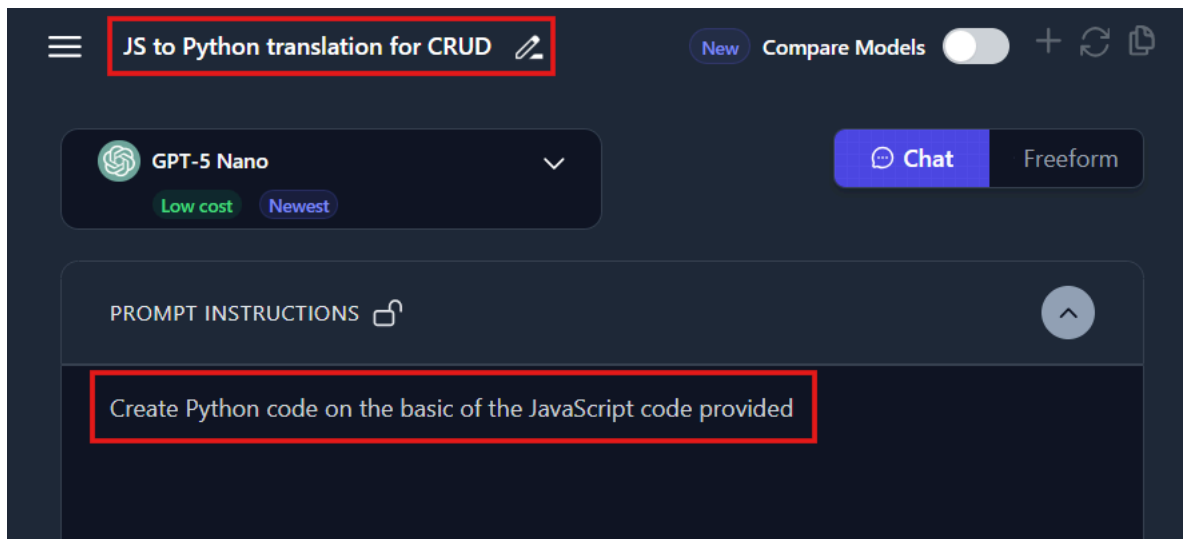 JS to Python translation for CRUD
New Compare Models
GPT-5 Nano
Low cost Newest
Chat Freeform
PROMPT INSTRUCTIONS
Create Python code on the basic of the JavaScript code provided